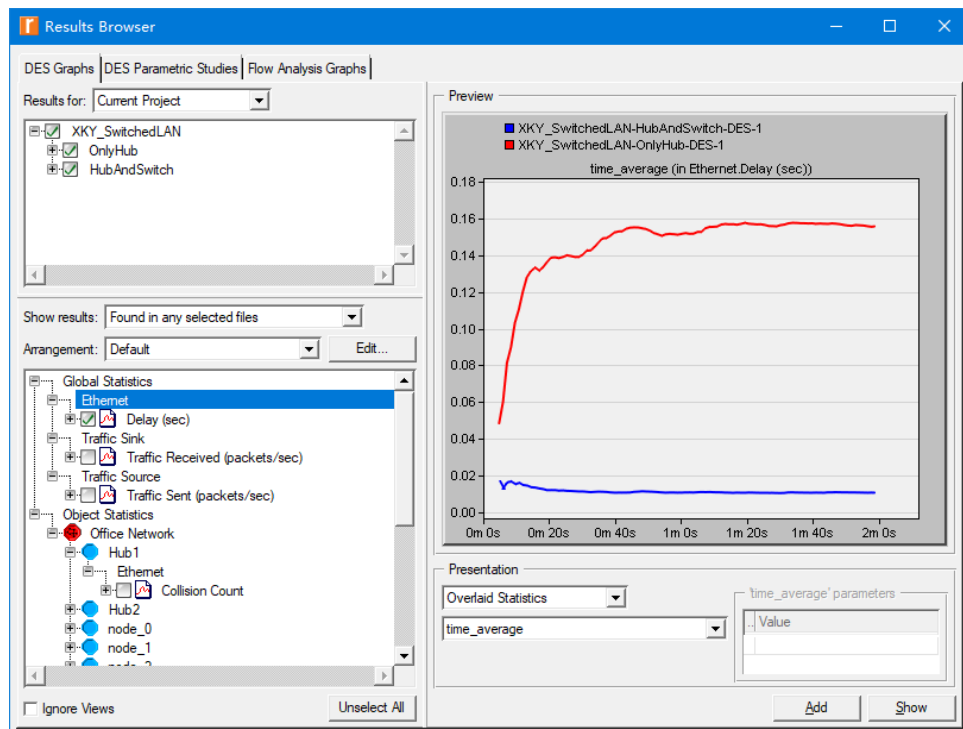 Results Browser
DES Graphs DES Parametric Studies Flow Analysis Graphs
Results for: Current Project
XKY_SwitchedLAN
OnlyHub
HubAndSwitch
Show results: Found in any selected files
Arrangement: Default Edit...
Global Statistics
Ethernet
Delay (sec)
Traffic Sink
Traffic Received (packets/sec)
Traffic Source
Traffic Sent (packets/sec)
Object Statistics
Office Network
Hub1
Ethernet
Collision Count
Hub2
node_0
node_1
Ignore Views Unselect All
Preview
XKY_SwitchedLAN-HubAndSwitch-DES-1
XKY_SwitchedLAN-OnlyHub-DES-1
time_average (in Ethernet.Delay (sec))
0.18
0.16
0.14
0.12
0.10
0.08
0.06
0.04
0.02
0.00
0m 0s 0m 20s 0m 40s 1m 0s 1m 20s 1m 40s 2m 0s
Presentation
Overlaid Statistics
time_average
'time_average' parameters
.. Value
Add Show